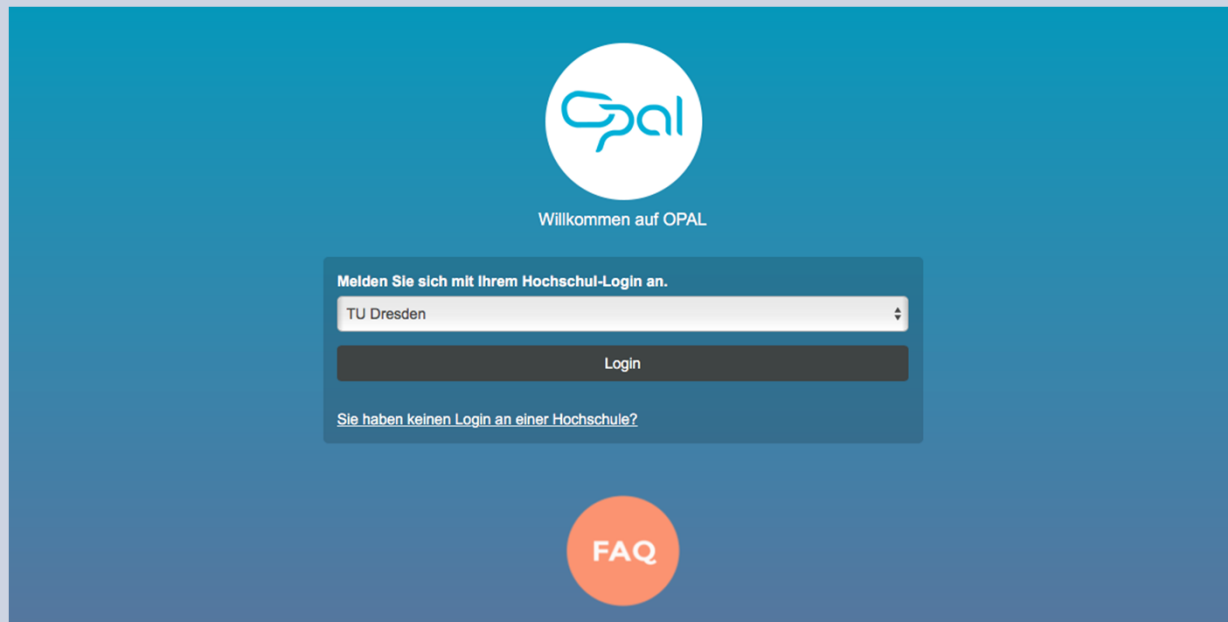 Opal
Willkommen auf OPAL
Melden Sie sich mit Ihrem Hochschul-Login an.
TU Dresden
Login
Sie haben keinen Login an einer Hochschule?
FAQ